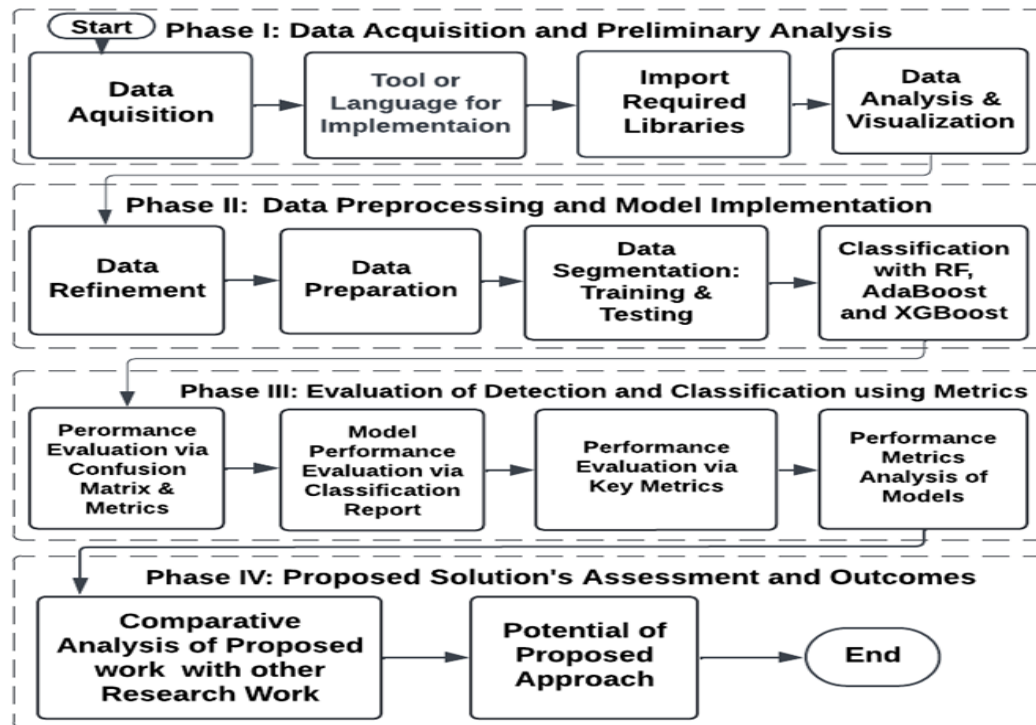 Start
Phase I: Data Acquisition and Preliminary Analysis
Data
Aquisition
Tool or
Language for
Implementaion
Import
Required
Libraries
Data
Analysis &
Visualization
Phase II: Data Preprocessing and Model Implementation
Data
Refinement
Data
Preparation
Data
Segmentation:
Training &
Testing
Classification
with RF,
AdaBoost
and XGBoost
Phase III: Evaluation of Detection and Classification using Metrics
Perormance
Evaluation via
Confusion
Matrix &
Metrics
Model
Performance
Evaluation via
Classification
Report
Performance
Evaluation via
Key Metrics
Performance
Metrics
Analysis of
Models
Phase IV: Proposed Solution's Assessment and Outcomes
Comparative
Analysis of Proposed
work with other
Research Work
Potential of
Proposed
Approach
End